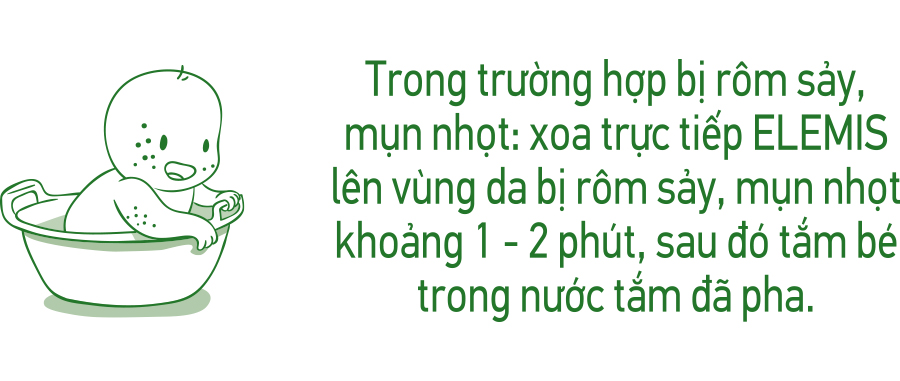 Trong trường hợp bị rôm sảy,
mụn nhọt: xoa trực tiếp ELEMIS
lên vùng da bị rôm sảy, mụn nhọt
khoảng 1 - 2 phút, sau đó tắm bé
trong nước tắm đã pha.